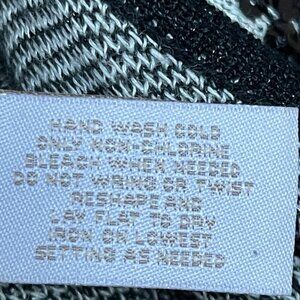 HAND WASH COLD
ONLY NON-CHLORINE
BLEACH WHEN NEEDED
DO NOT WRING OR TWIST
RESHAPE AND
LAY FLAT TO DRY
IRON ON LOWEST
SETTING AS NEEDED